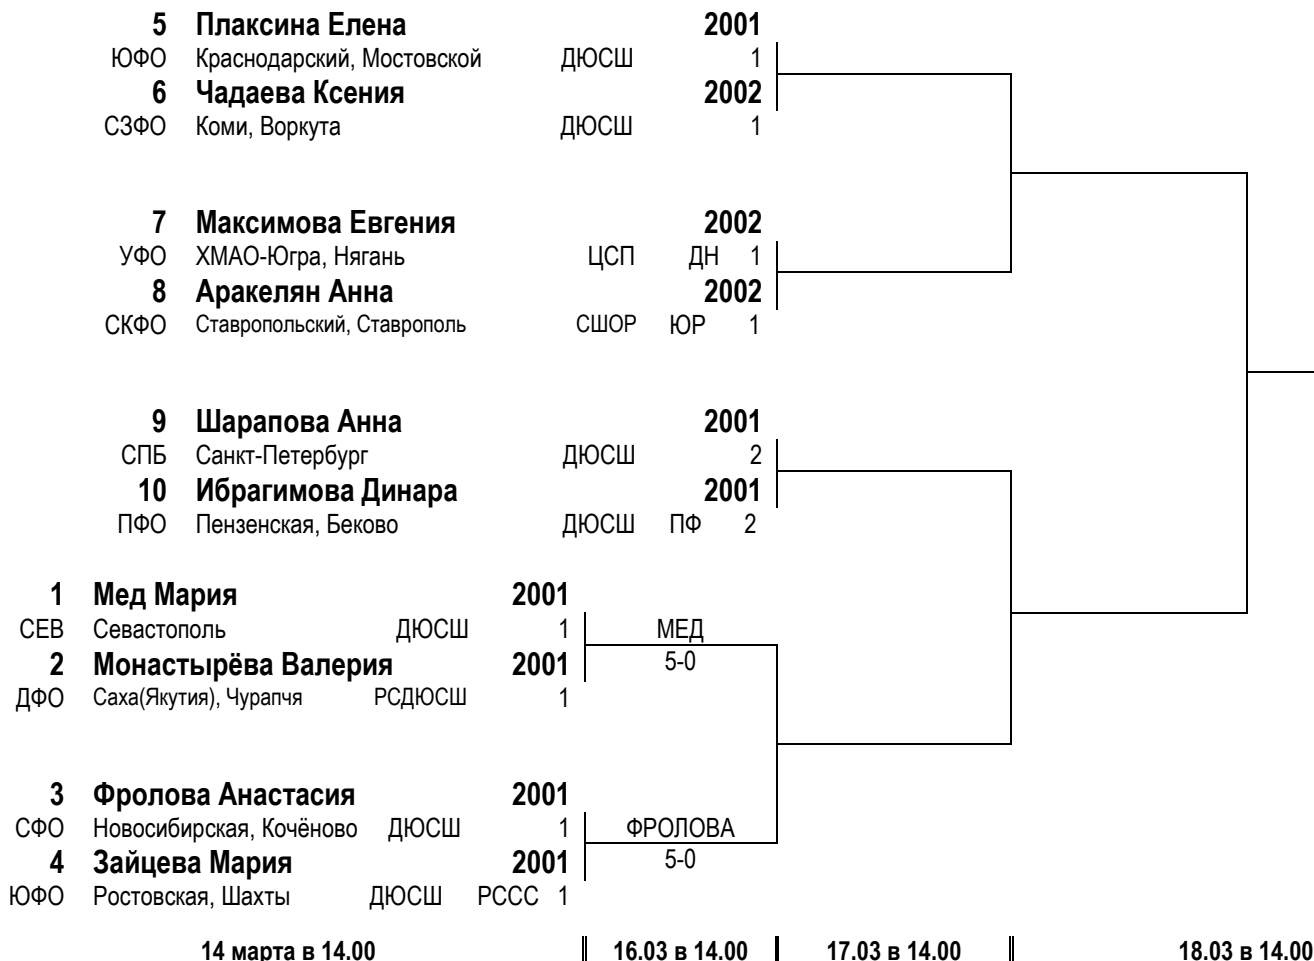 5 Плаксина Елена 2001
ЮФО Краснодарский, Мостовской ДЮСШ 1
6 Чадаева Ксения 2002
СЗФО Коми, Воркута ДЮСШ 1
7 Максимова Евгения 2002
УФО ХМАО-Югра, Нягань ЦСП ДН 1
8 Аракелян Анна 2002
СКФО Ставропольский, Ставрополь СШОР ЮР 1
9 Шарапова Анна 2001
СПБ Санкт-Петербург ДЮСШ 2
10 Ибрагимова Динара 2001
ПФО Пензенская, Беково ДЮСШ ПФ 2
1 Мед Мария 2001
СЕВ Севастополь ДЮСШ 1 МЕД
2 Монастырёва Валерия 2001 5-0
ДФО Саха(Якутия), Чурапча РСДЮСШ 1
3 Фролова Анастасия 2001
СФО Новосибирская, Кочёново ДЮСШ 1 ФРОЛОВА
4 Зайцева Мария 2001 5-0
ЮФО Ростовская, Шахты ДЮСШ РССС 1
14 марта в 14.00 16.03 в 14.00 17.03 в 14.00 18.03 в 14.00